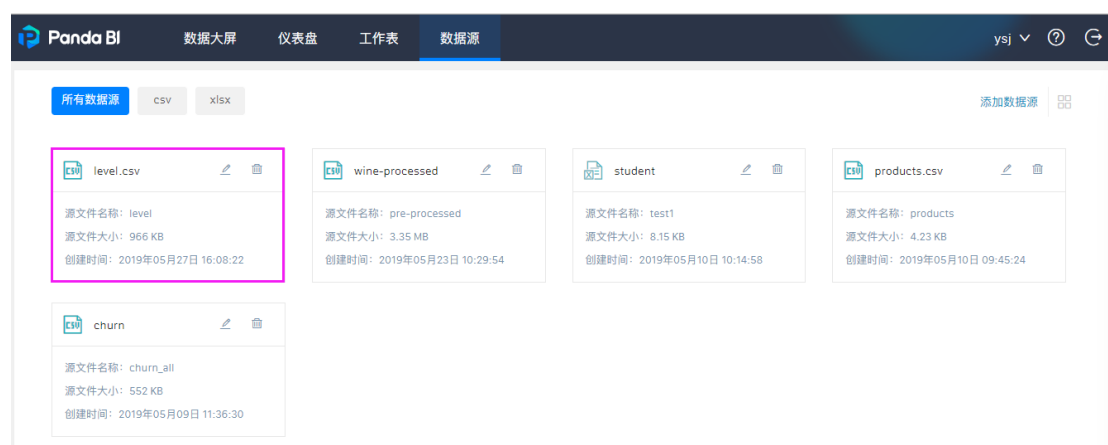 Panda BI 数据大屏 仪表盘 工作表 数据源 ysj
所有数据源 csv xlsx 添加数据源
CSV level.csv
源文件名称：level
源文件大小：966 KB
创建时间：2019年05月27日 16:08:22
CSV wine-processed
源文件名称：pre-processed
源文件大小：3.35 MB
创建时间：2019年05月23日 10:29:54
student
源文件名称：test1
源文件大小：8.15 KB
创建时间：2019年05月10日 10:14:58
CSV products.csv
源文件名称：products
源文件大小：4.23 KB
创建时间：2019年05月10日 09:45:24
CSV churn
源文件名称：churn_all
源文件大小：552 KB
创建时间：2019年05月09日 11:36:30